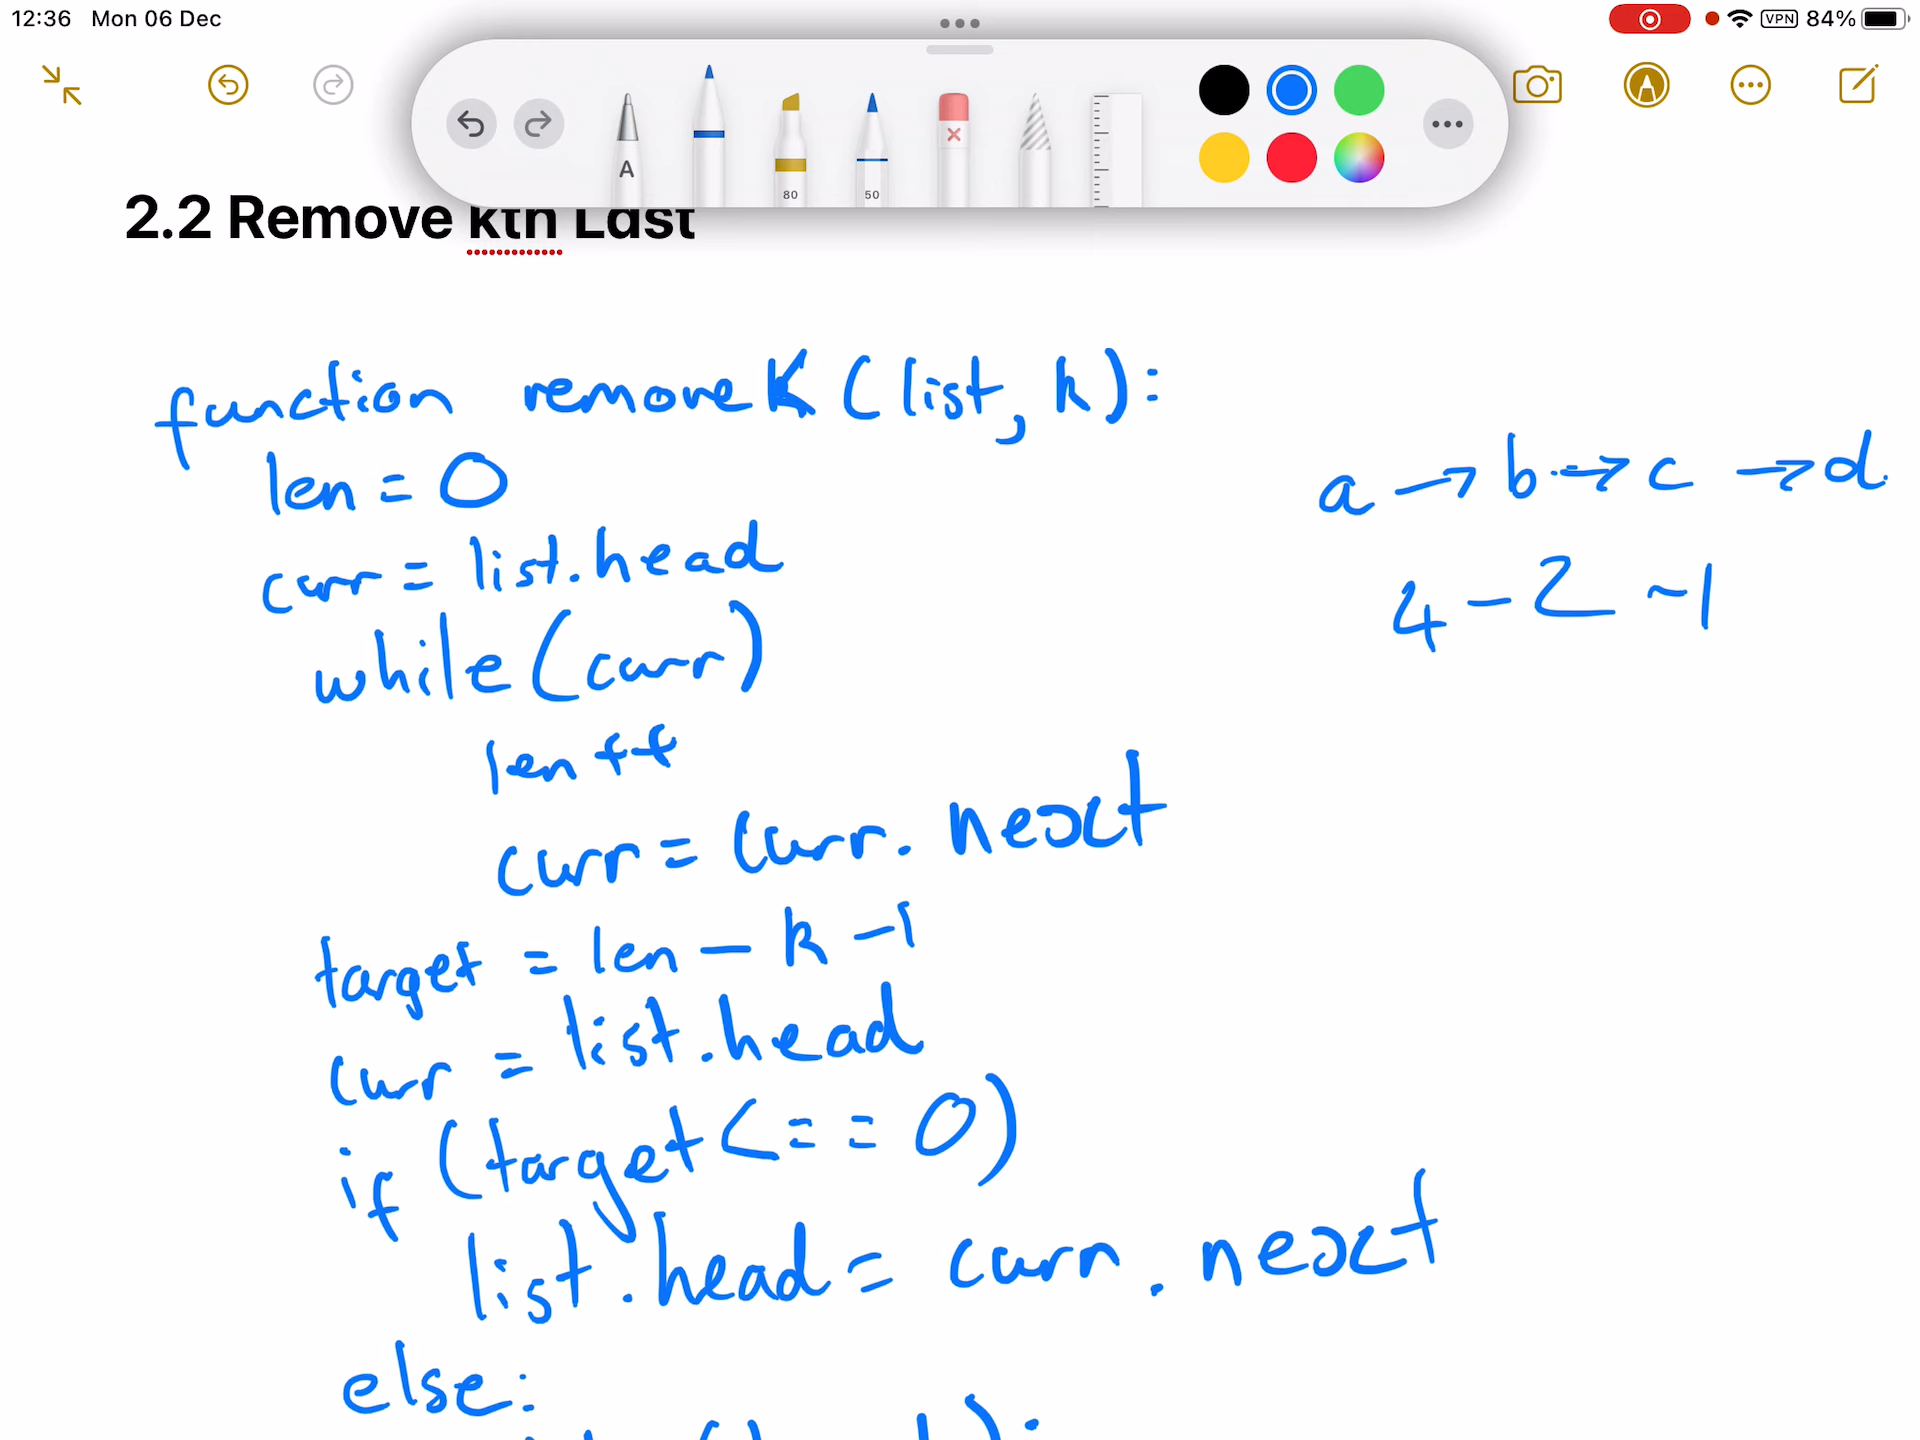 12:36 Mon 06 Dec
VPN 84%
A
80
50
2.2 Remove kth Last
function removeK (list, k):
len = 0
a → b → c → d
curr = list.head
4 - 2 - 1
while (curr)
len ++
curr = curr. next
target = len - k - 1
curr = list.head
if (target <== 0)
list.head = curr. next
else: